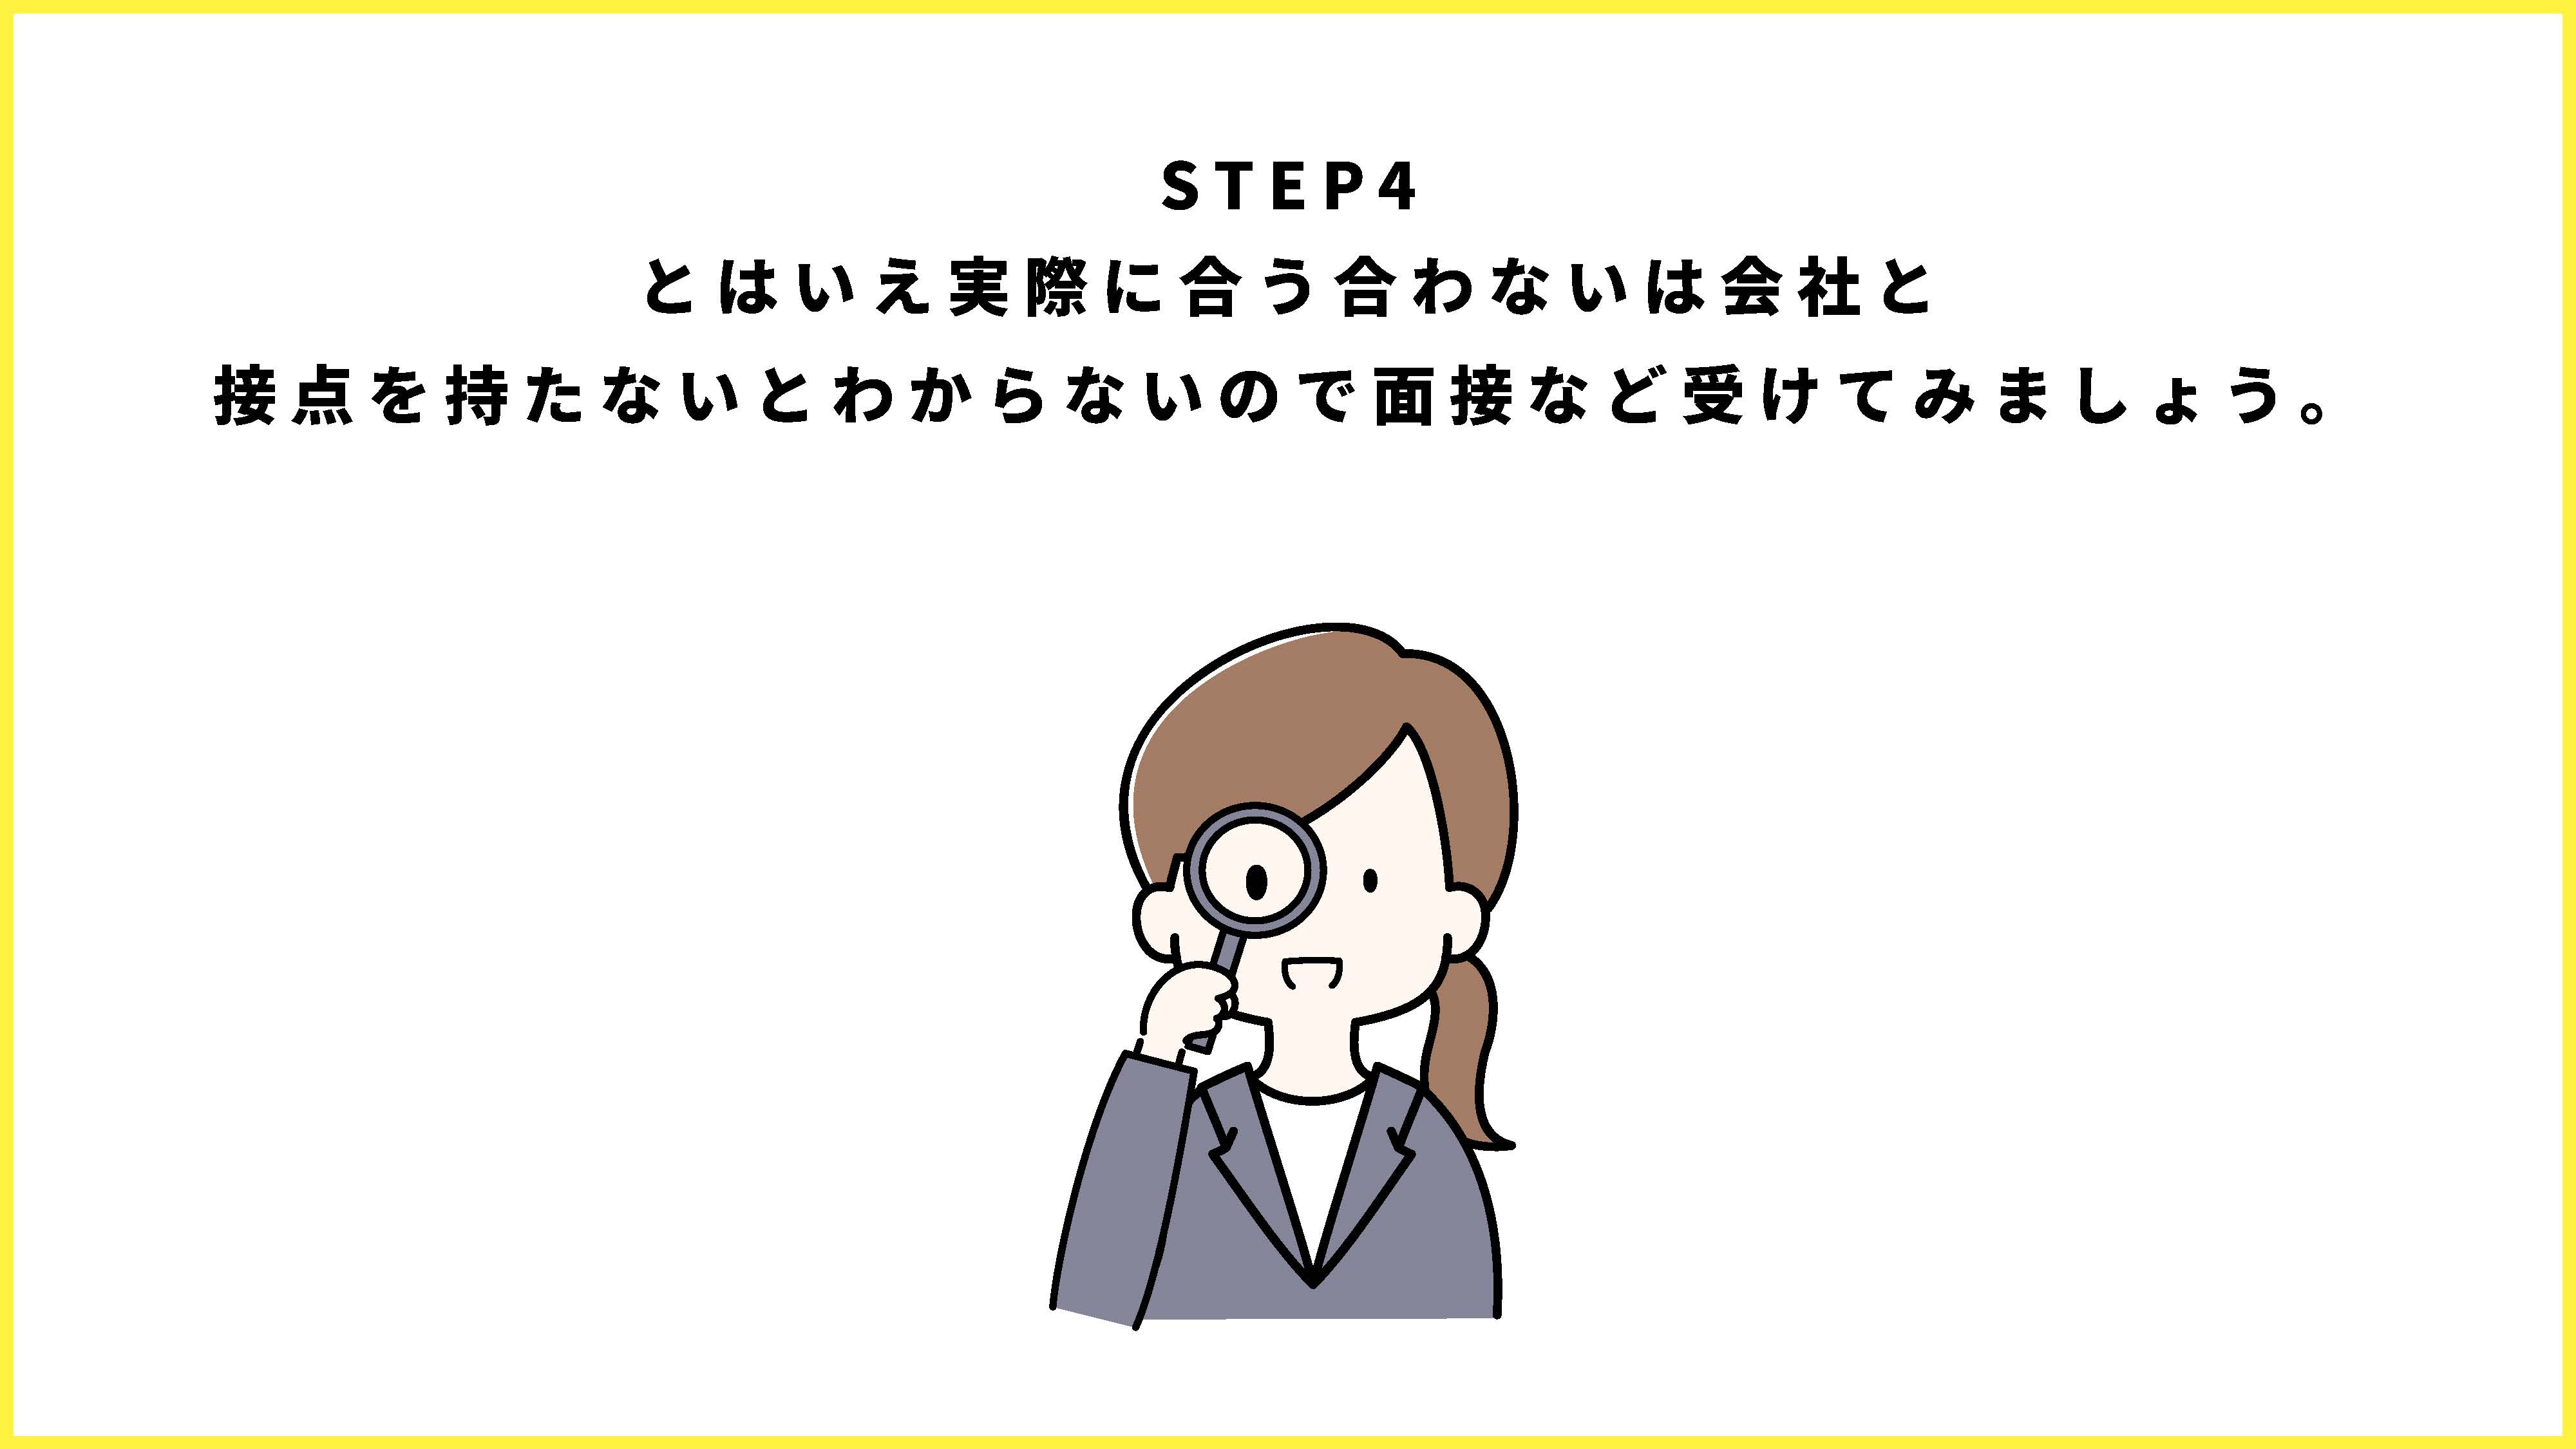 STEP4
とはいえ実際に合う合わないは会社と
接点を持たないとわからないので面接など受けてみましょう。